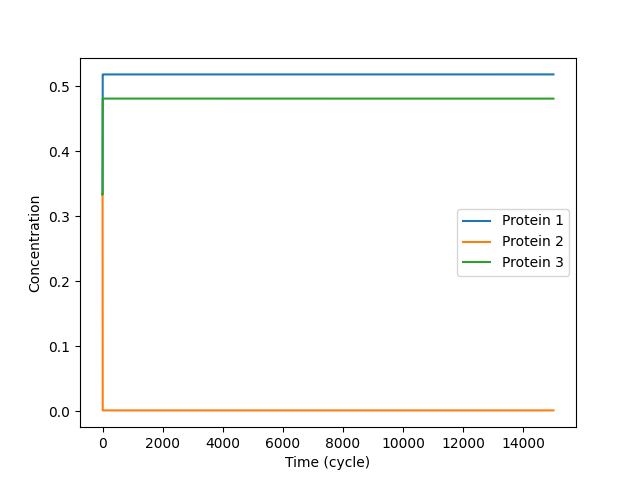 0.5
0.4
0.3
0.2
0.1
0.0
Concentration
Protein 1
Protein 2
Protein 3
0 2000 4000 6000 8000 10000 12000 14000
Time (cycle)